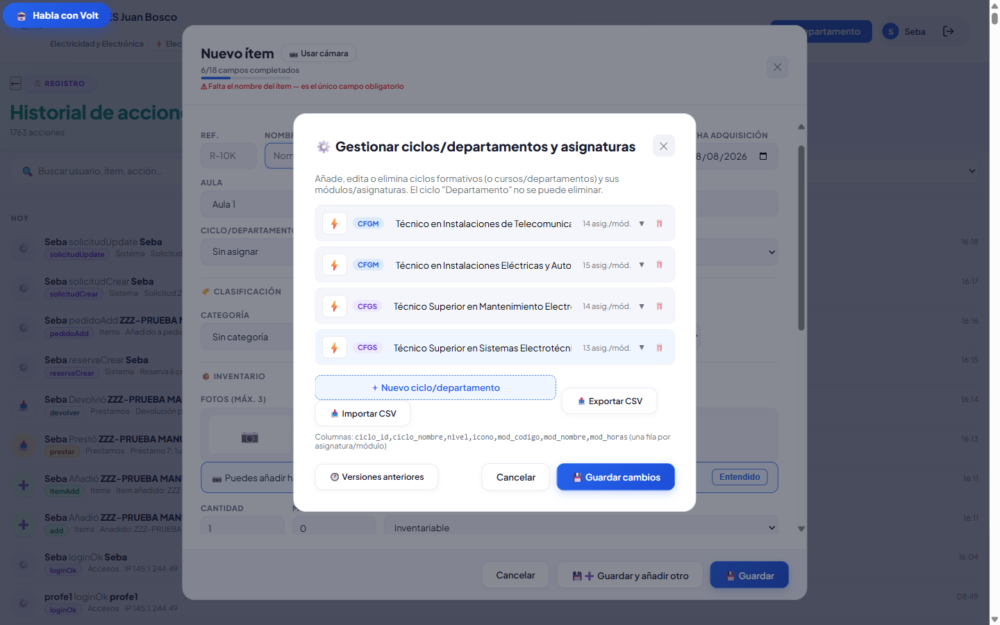 Habla con Volt
ES Juan Bosco
Electricidad y Electrónica
Elec
epartamento
S
Seba
REGISTRO
Historial de accion
1763 acciones
Buscar usuario, ítem, acción...
HOY
Seba solicitudUpdate Seba
solicitudUpdate Sistema Solicitud
16:18
Seba solicitudCrear Seba
solicitudCrear Sistema Solicitud 2
16:17
Seba pedidoAdd ZZZ-PRUEBA M
pedidoAdd Items Añadido a pedi
16:16
Seba reservaCrear Seba
reservaCrear Sistema Reserva 6 c
16:15
Seba Devolvió ZZZ-PRUEBA MA
devolver Prestamos Devolución p
16:14
Seba Prestó ZZZ-PRUEBA MANU
prestar Prestamos Préstamo 7: 1u
16:13
Seba Añadió ZZZ-PRUEBA MAN
itemAdd Items Item añadido: ZZZ
16:11
Seba Añadió ZZZ-PRUEBA MAN
add Items Anadido: ZZZ-PRUEBA
16:11
Seba loginOk Seba
loginOk Accesos IP 145.1.244.49
16:04
profe1 loginOk profe1
loginOk Accesos IP 145.1.244.49
08:49
Nuevo ítem
Usar cámara
6/18 campos completados
Falta el nombre del ítem — es el único campo obligatorio
REF.
NOMB
HA ADQUISICIÓN
R-10K
Nom
8/08/2026
AULA
Aula 1
CICLO/DEPARTAMENTO
Sin asignar
CLASIFICACIÓN
CATEGORÍA
Sin categoría
INVENTARIO
FOTOS (MÁX. 3)
Puedes añadir h
Entendido
CANTIDAD
1
0
Inventariable
Cancelar
Guardar y añadir otro
Guardar
Gestionar ciclos/departamentos y asignaturas
Añade, edita o elimina ciclos formativos (o cursos/departamentos) y sus
módulos/asignaturas. El ciclo "Departamento" no se puede eliminar.
CFGM Técnico en Instalaciones de Telecomunica 14 asig./mód. ▼
CFGM Técnico en Instalaciones Eléctricas y Auto 15 asig./mód. ▼
CFGS Técnico Superior en Mantenimiento Electr 14 asig./mód. ▼
CFGS Técnico Superior en Sistemas Electrotécni 13 asig./mód. ▼
+ Nuevo ciclo/departamento
Exportar CSV
Importar CSV
Columnas: ciclo_id,ciclo_nombre,nivel,icono,mod_codigo,mod_nombre,mod_horas (una fila por
asignatura/módulo)
Versiones anteriores
Cancelar
Guardar cambios